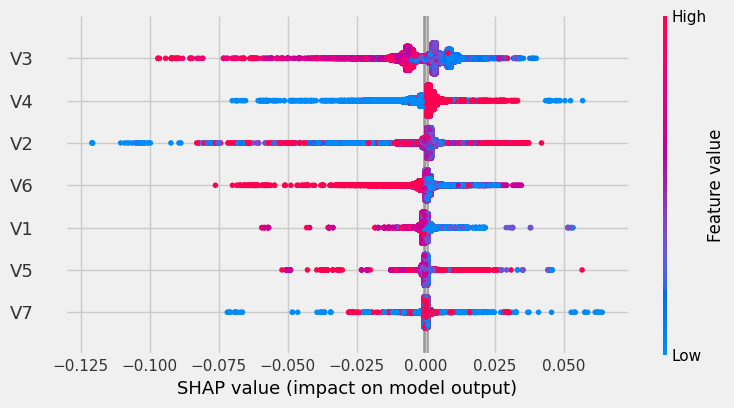 High
V3
V4
V2
V6
V1
V5
V7
Feature value
Low
−0.125 −0.100 −0.075 −0.050 −0.025 0.000 0.025 0.050
SHAP value (impact on model output)